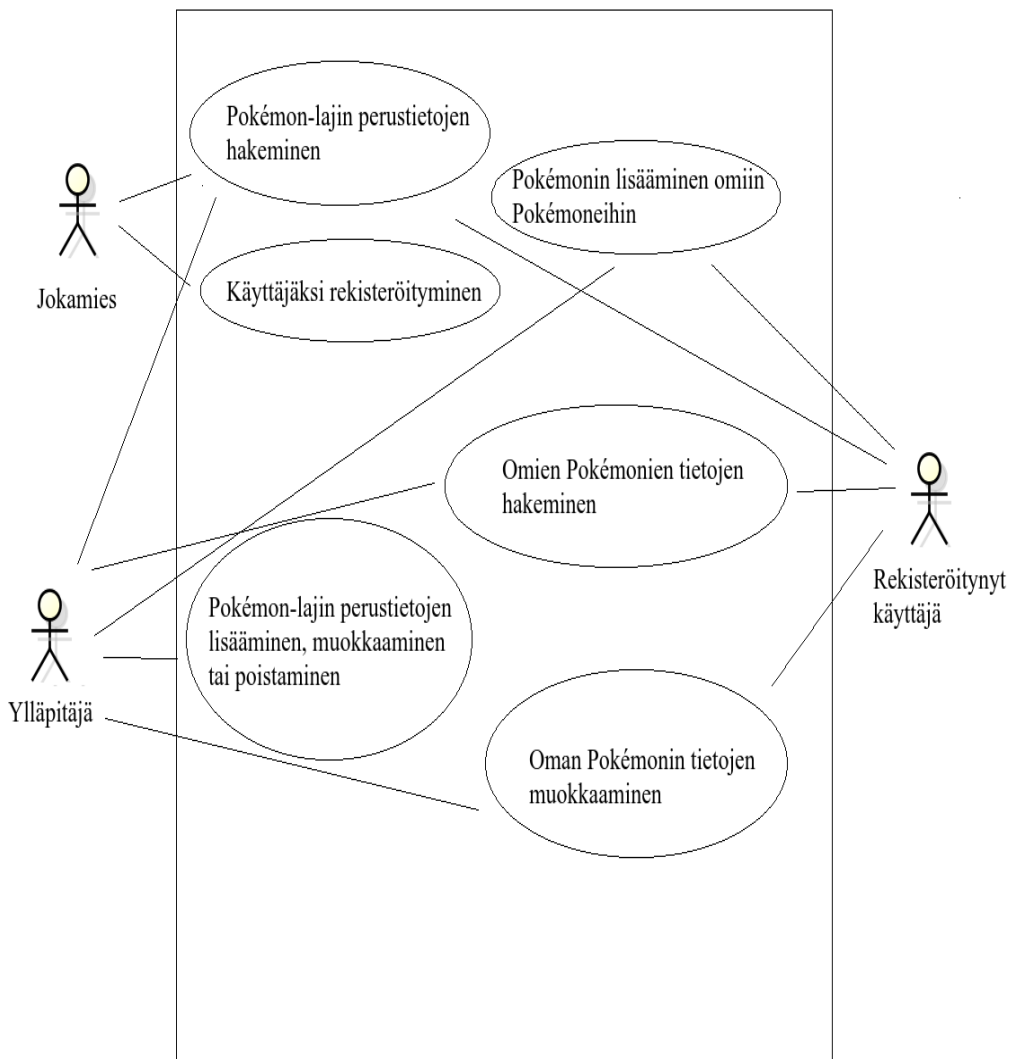 Pokémon-lajin perustietojen
hakeminen
Pokémonin lisääminen omiin
Pokémoneihin
Jokamies
Käyttäjäksi rekisteröityminen
Omien Pokémonien tietojen
hakeminen
Rekisteröitynyt
käyttäjä
Pokémon-lajin perustietojen
lisääminen, muokkaaminen
tai poistaminen
Ylläpitäjä
Oman Pokémonin tietojen
muokkaaminen